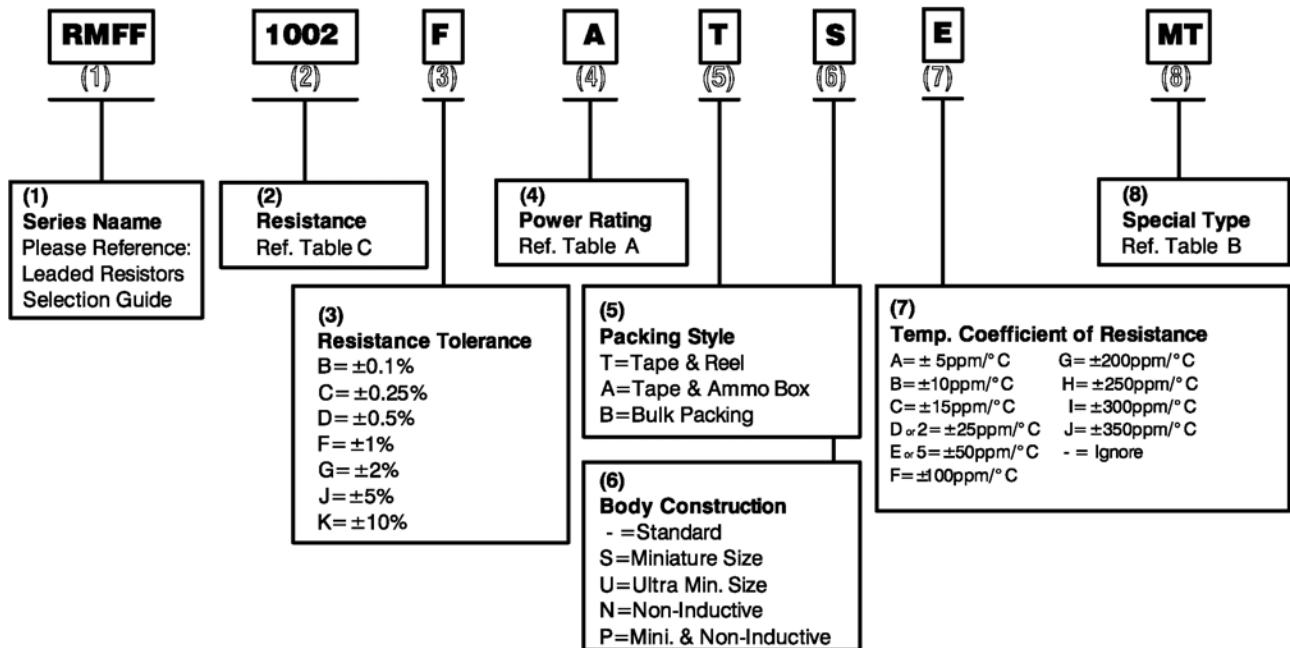 RMFF 1002 F A T S E MT
(1) (2) (3) (4) (5) (6) (7) (8)
(1)
Series Naame
Please Reference:
Leaded Resistors
Selection Guide
(2)
Resistance
Ref. Table C
(4)
Power Rating
Ref. Table A
(8)
Special Type
Ref. Table B
(3)
Resistance Tolerance
B=±0.1%
C=±0.25%
D=±0.5%
F=±1%
G=±2%
J=±5%
K=±10%
(5)
Packing Style
T=Tape & Reel
A=Tape & Ammo Box
B=Bulk Packing
(6)
Body Construction
- =Standard
S=Miniature Size
U=Ultra Min. Size
N=Non-Inductive
P=Mini. & Non-Inductive
(7)
Temp. Coefficient of Resistance
A=± 5ppm/°C G=±200ppm/°C
B=±10ppm/°C H=±250ppm/°C
C=±15ppm/°C I=±300ppm/°C
D or 2=±25ppm/°C J=±350ppm/°C
E or 5=±50ppm/°C - = Ignore
F=±100ppm/°C